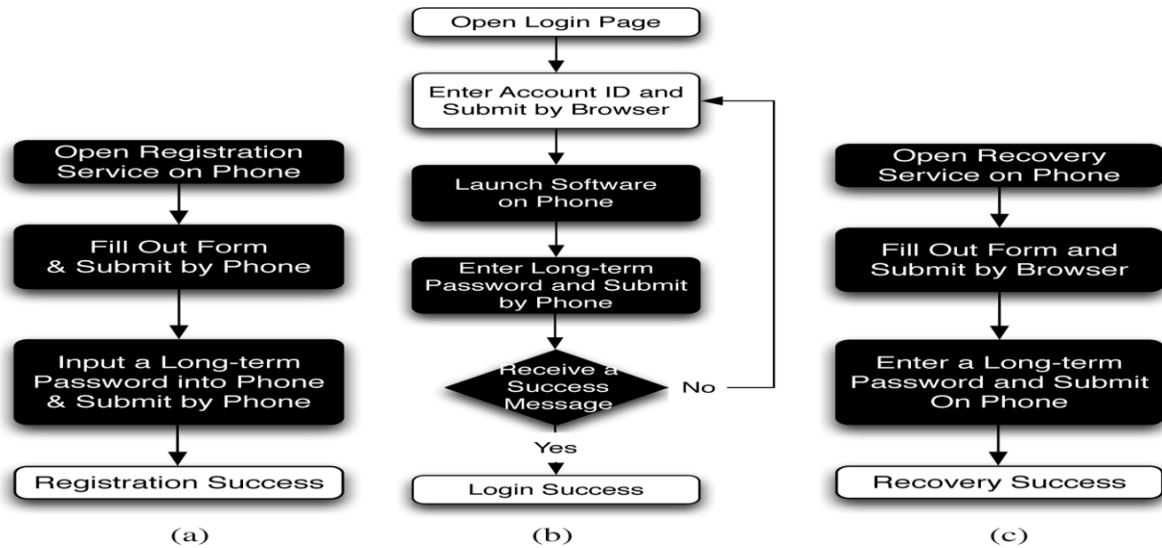 Open Registration
Service on Phone
Fill Out Form
& Submit by Phone
Input a Long-term
Password into Phone
& Submit by Phone
Registration Success
(a)
Open Login Page
Enter Account ID and
Submit by Browser
Launch Software
on Phone
Enter Long-term
Password and Submit
by Phone
Receive a
Success
Message
No
Yes
Login Success
(b)
Open Recovery
Service on Phone
Fill Out Form and
Submit by Browser
Enter a Long-term
Password and Submit
On Phone
Recovery Success
(c)